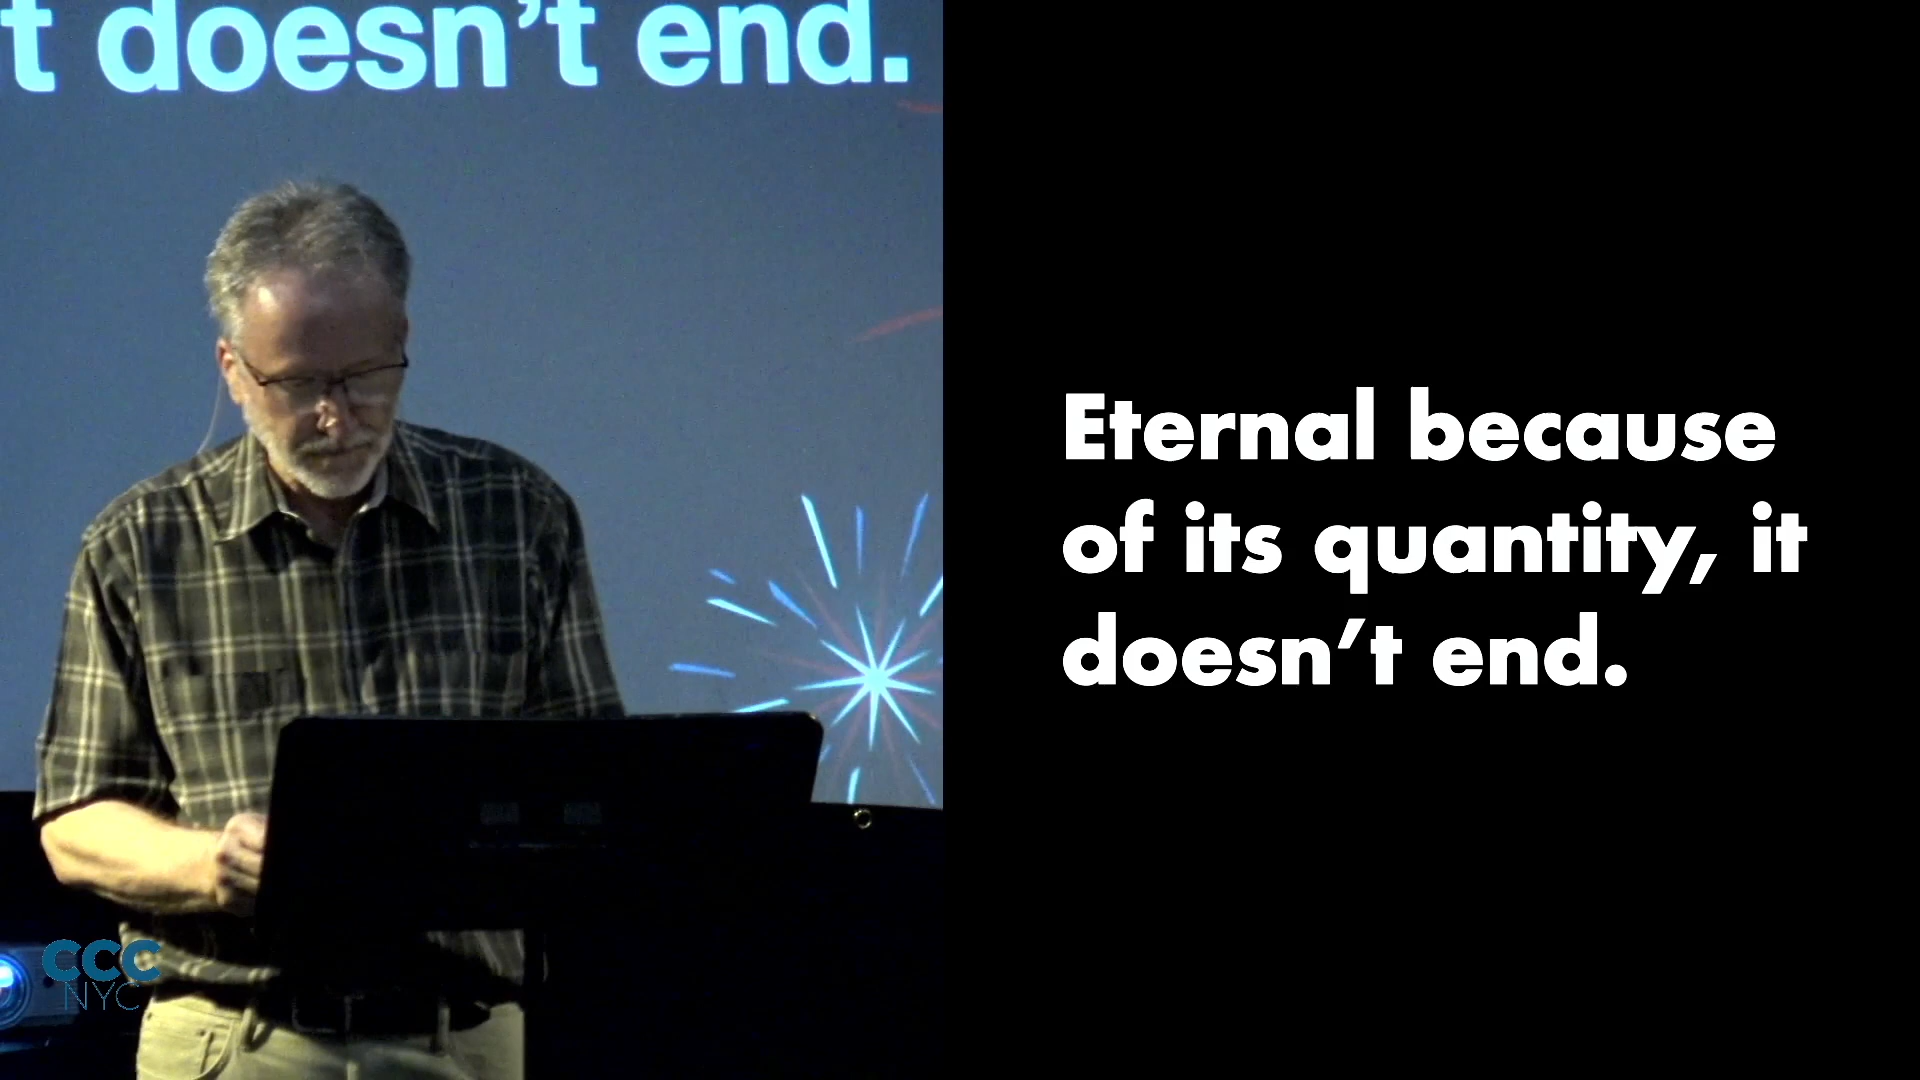 t doesn't end.
Eternal because
of its quantity, it
doesn't end.
CCC
NYC